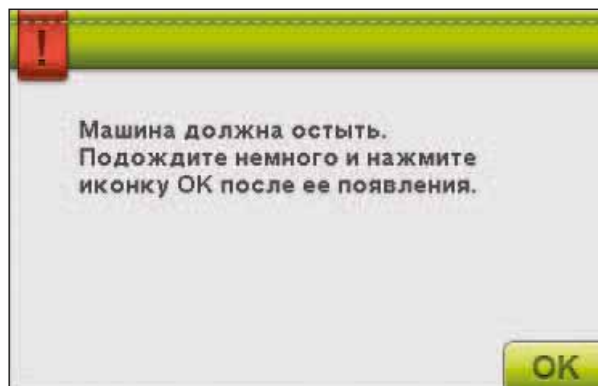 !
Машина должна остыть.
Подождите немного и нажмите
иконку OK после ее появления.
OK